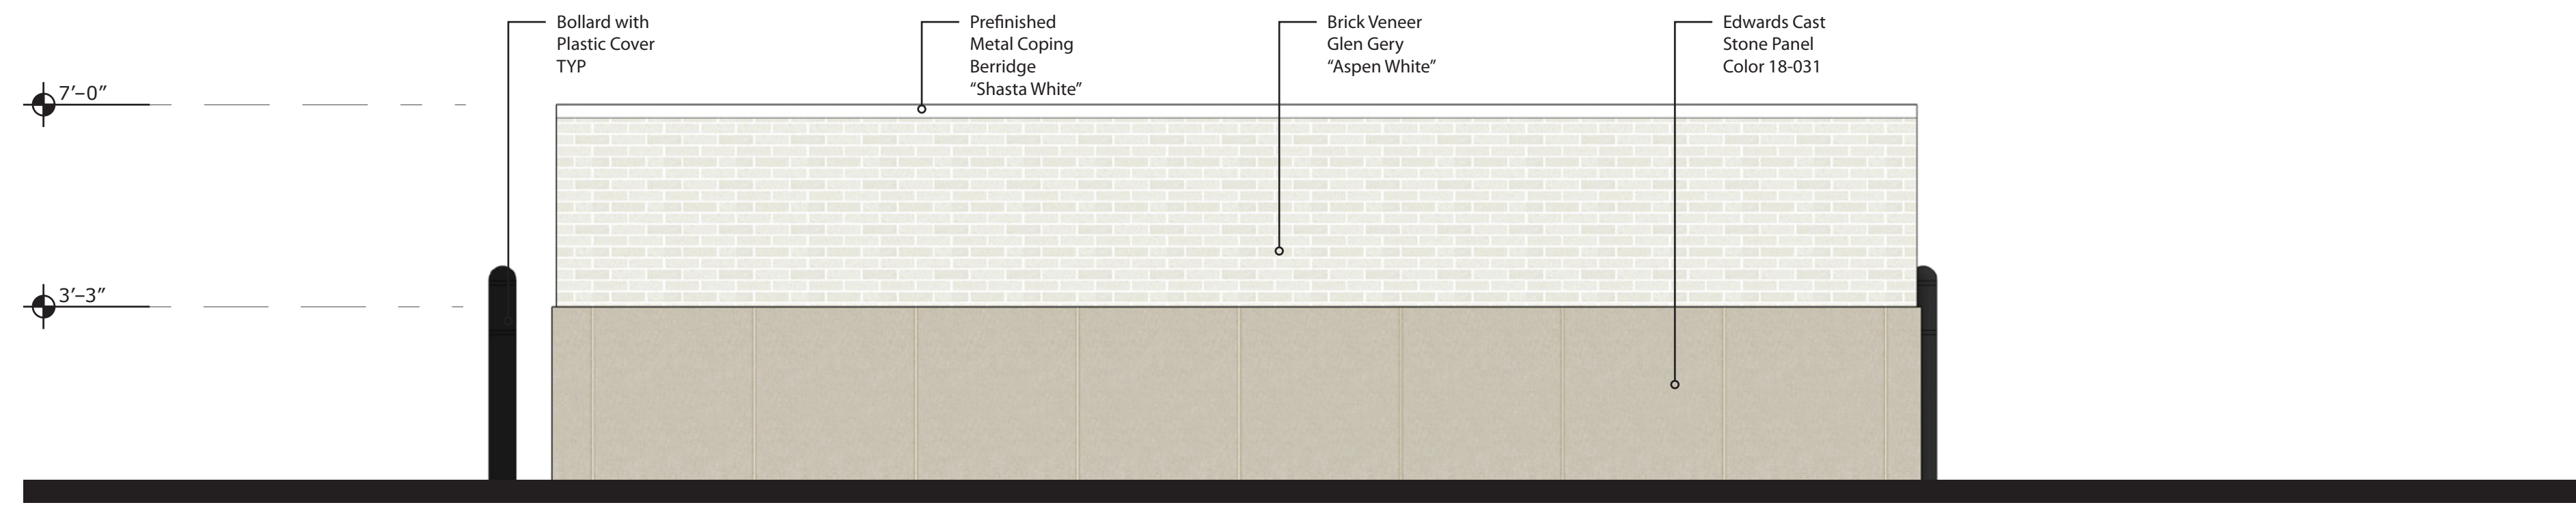 Bollard with
Plastic Cover
TYP
Prefinished
Metal Coping
Berridge
“Shasta White”
Brick Veneer
Glen Gery
“Aspen White”
Edwards Cast
Stone Panel
Color 18-031
7’–0”
3’–3”